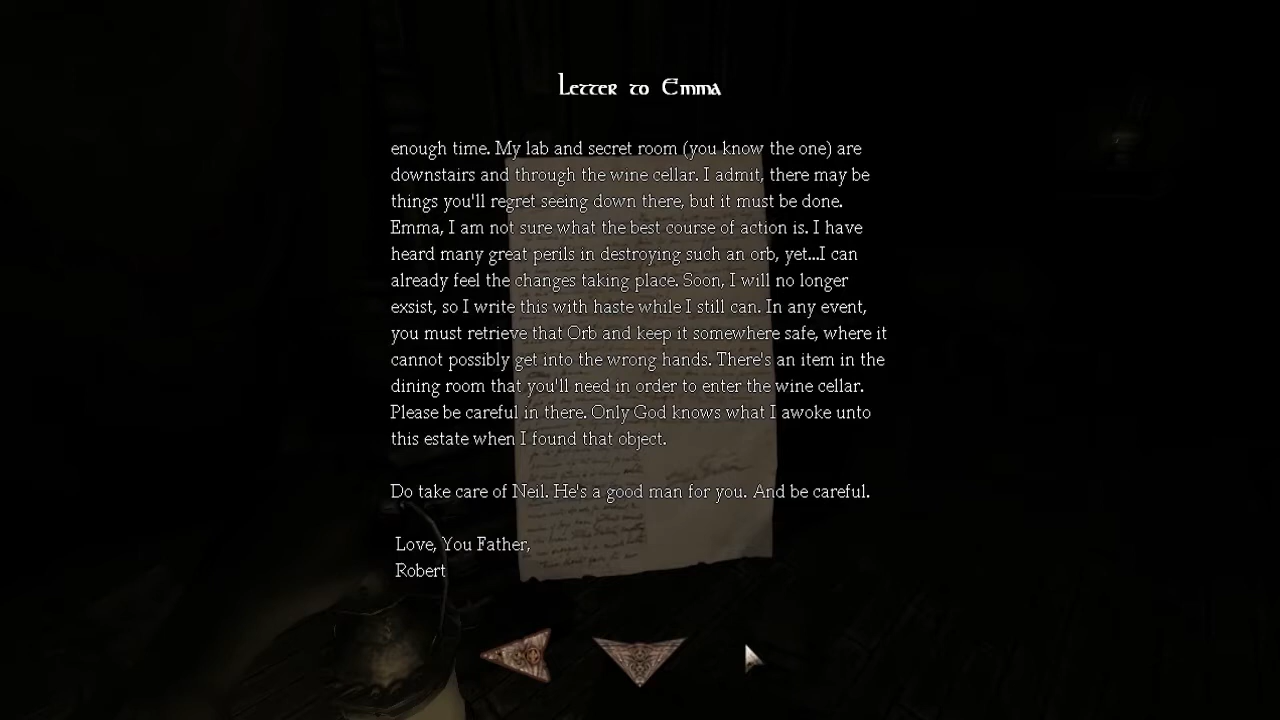 Letter to Emma
enough time. My lab and secret room (you know the one) are
downstairs and through the wine cellar. I admit, there may be
things you'll regret seeing down there, but it must be done.
Emma, I am not sure what the best course of action is. I have
heard many great perils in destroying such an orb, yet...I can
already feel the changes taking place. Soon, I will no longer
exsist, so I write this with haste while I still can. In any event,
you must retrieve that Orb and keep it somewhere safe, where it
cannot possibly get into the wrong hands. There's an item in the
dining room that you'll need in order to enter the wine cellar.
Please be careful in there. Only God knows what I awoke unto
this estate when I found that object.
Do take care of Neil. He's a good man for you. And be careful.
Love, You Father,
Robert